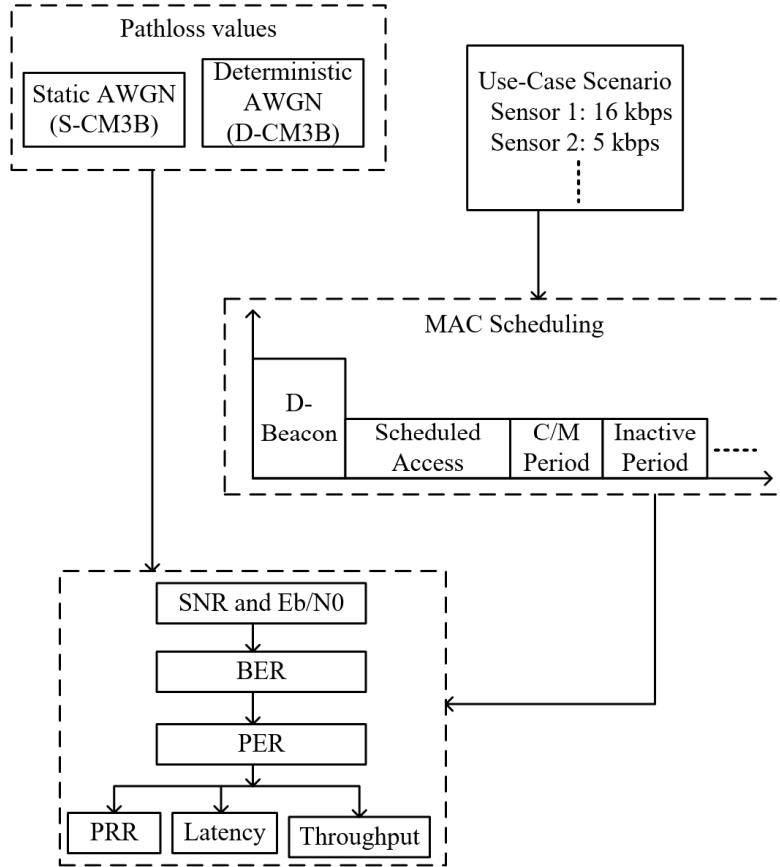 Pathloss values
Static AWGN
(S-CM3B)
Deterministic
AWGN
(D-CM3B)
Use-Case Scenario
Sensor 1: 16 kbps
Sensor 2: 5 kbps
MAC Scheduling
D-
Beacon
Scheduled
Access
C/M
Period
Inactive
Period
SNR and Eb/N0
BER
PER
PRR
Latency
Throughput